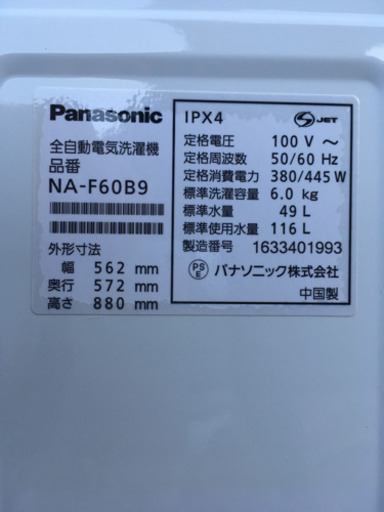 Panasonic
全自動電気洗濯機
品番
NA-F60B9
外形寸法
幅 562 mm
奥行 572 mm
高さ 880 mm
IPX4
S JET
定格電圧 100 V ～
定格周波数 50/60 Hz
定格消費電力 380/445 W
標準洗濯容量 6.0 kg
標準水量 49 L
標準使用水量 116 L
製造番号 1633401993
PS E パナソニック株式会社
中国製